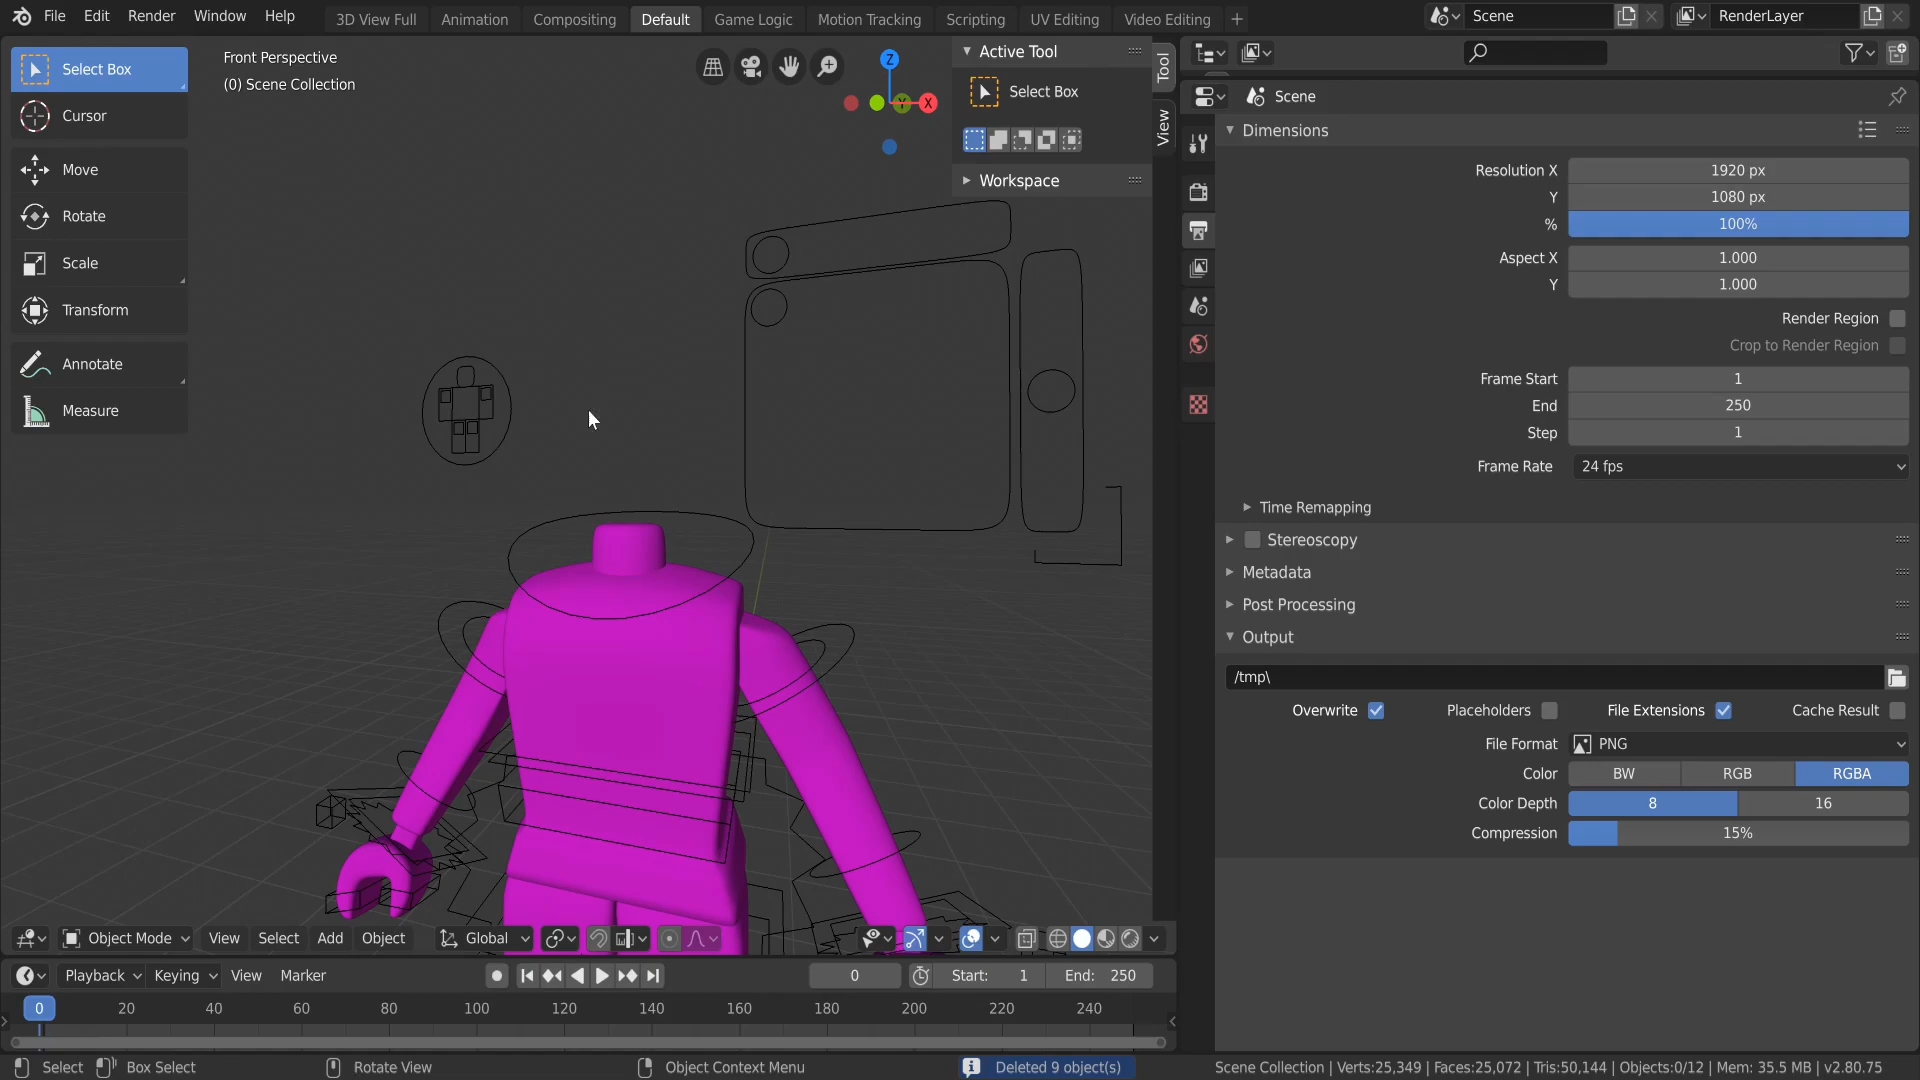 File Edit Render Window Help 3D View Full Animation Compositing Default Game Logic Motion Tracking Scripting UV Editing Video Editing + Scene RenderLayer
Select Box
Cursor
Move
Rotate
Scale
Transform
Annotate
Measure
Front Perspective
(0) Scene Collection
Z
Y
X
Active Tool
Select Box
Workspace
Tool
View
Scene
Dimensions
Resolution X 1920 px
Y 1080 px
% 100%
Aspect X 1.000
Y 1.000
Render Region
Crop to Render Region
Frame Start 1
End 250
Step 1
Frame Rate 24 fps
Time Remapping
Stereoscopy
Metadata
Post Processing
Output
/tmp\
Overwrite Placeholders File Extensions Cache Result
File Format PNG
Color BW RGB RGBA
Color Depth 8 16
Compression 15%
Object Mode View Select Add Object Global
Playback Keying View Marker 0 Start: 1 End: 250
0 20 40 60 80 100 120 140 160 180 200 220 240
Select Box Select Rotate View Object Context Menu Deleted 9 object(s) Scene Collection | Verts:25,349 | Faces:25,072 | Tris:50,144 | Objects:0/12 | Mem: 35.5 MB | v2.80.75